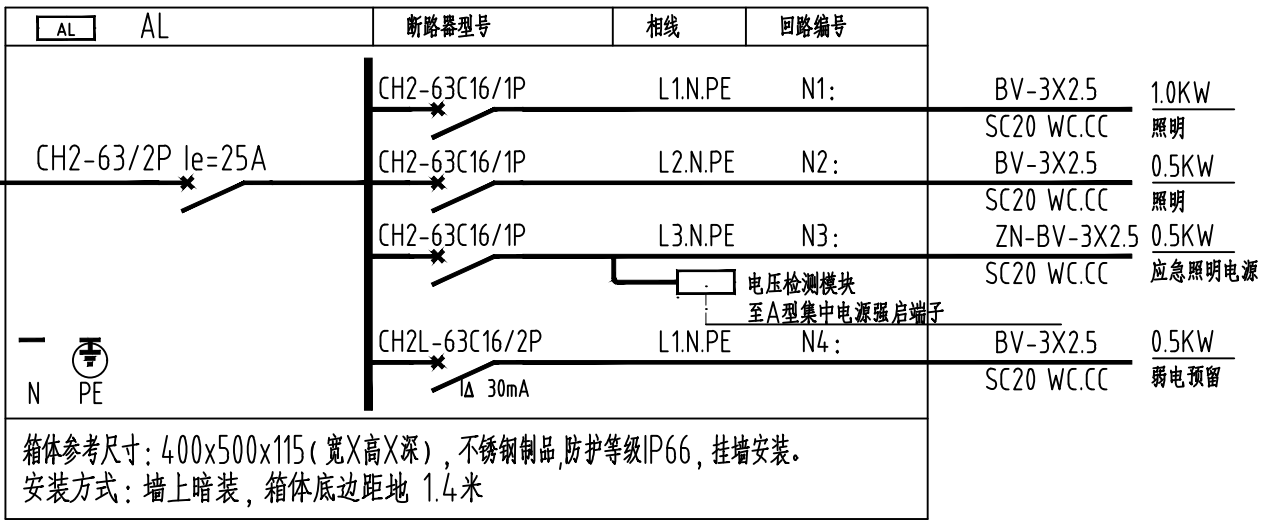 AL AL 断路器型号 相线 回路编号
CH2-63C16/1P L1.N.PE N1: BV-3X2.5 1.0KW
SC20 WC.CC 照明
CH2-63/2P Ie=25A
CH2-63C16/1P L2.N.PE N2: BV-3X2.5 0.5KW
SC20 WC.CC 照明
CH2-63C16/1P L3.N.PE N3: ZN-BV-3X2.5 0.5KW
SC20 WC.CC 应急照明电源
电压检测模块
至A型集中电源强启端子
CH2L-63C16/2P L1.N.PE N4: BV-3X2.5 0.5KW
IΔ 30mA SC20 WC.CC 弱电预留
N PE
箱体参考尺寸: 400x500x115(宽X高X深), 不锈钢制品,防护等级IP66, 挂墙安装。
安装方式: 墙上暗装, 箱体底边距地 1.4米